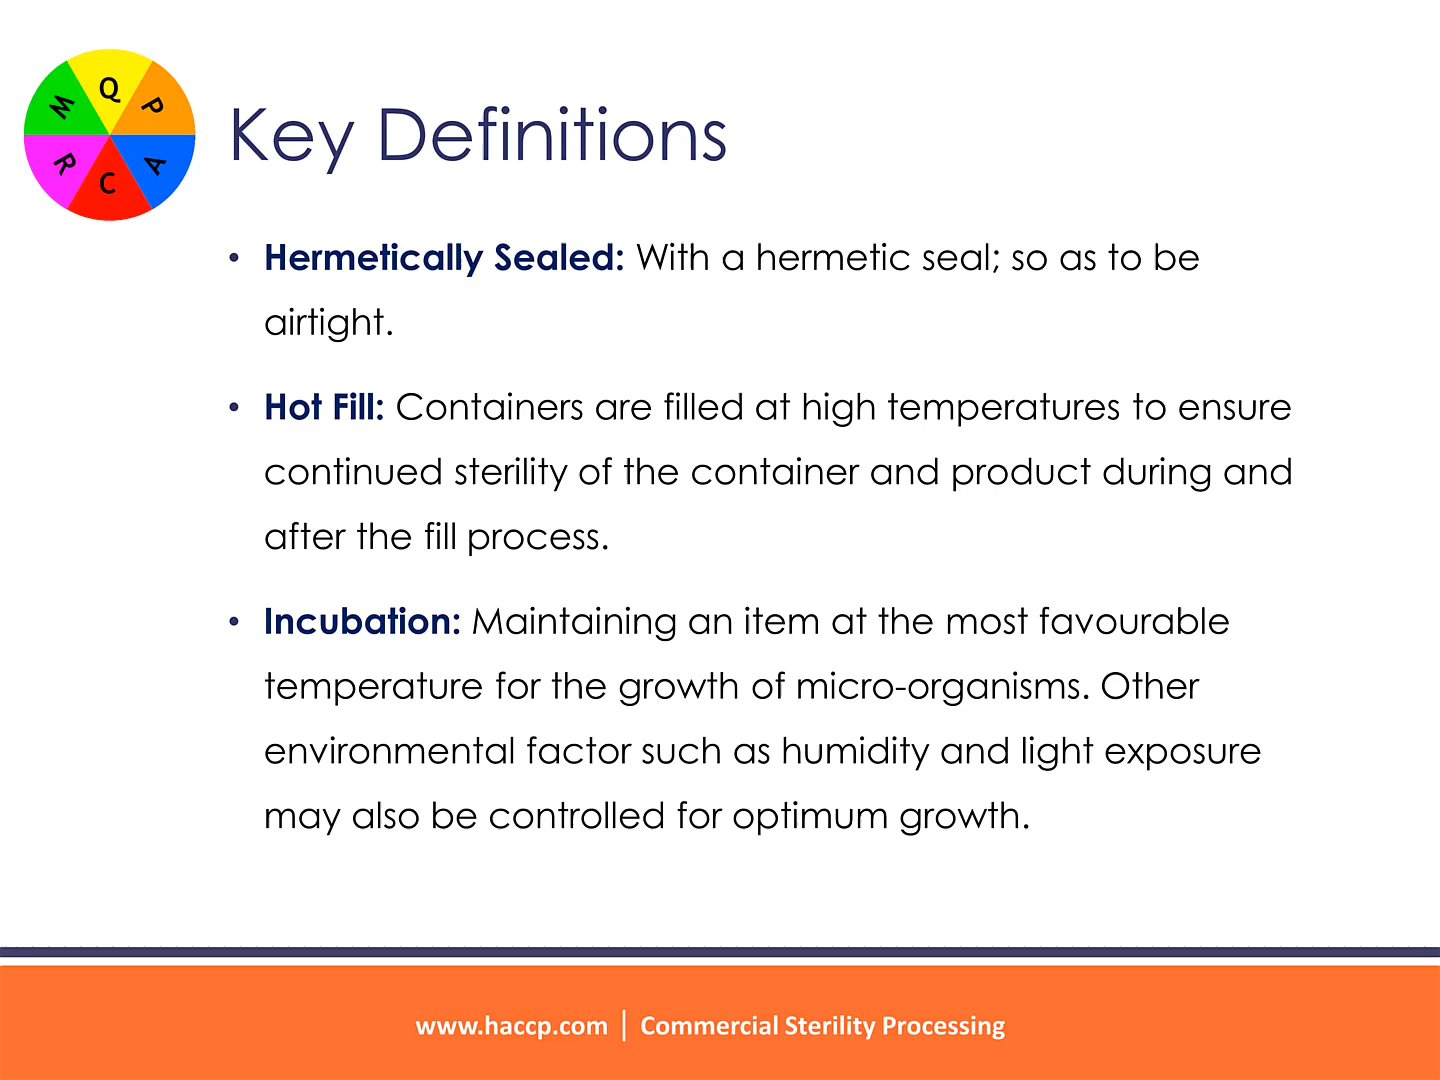 Q
P
A
C
R
M
Key Definitions
• Hermetically Sealed: With a hermetic seal; so as to be
airtight.
• Hot Fill: Containers are filled at high temperatures to ensure
continued sterility of the container and product during and
after the fill process.
• Incubation: Maintaining an item at the most favourable
temperature for the growth of micro-organisms. Other
environmental factor such as humidity and light exposure
may also be controlled for optimum growth.
www.haccp.com | Commercial Sterility Processing